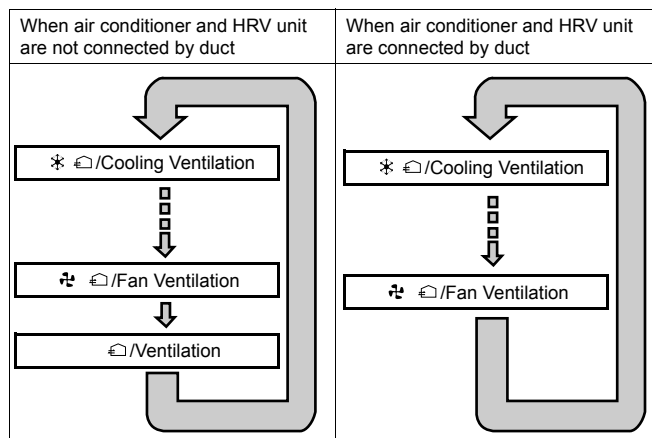 When air conditioner and HRV unit
are not connected by duct
/Cooling Ventilation
/Fan Ventilation
/Ventilation
When air conditioner and HRV unit
are connected by duct
/Cooling Ventilation
/Fan Ventilation